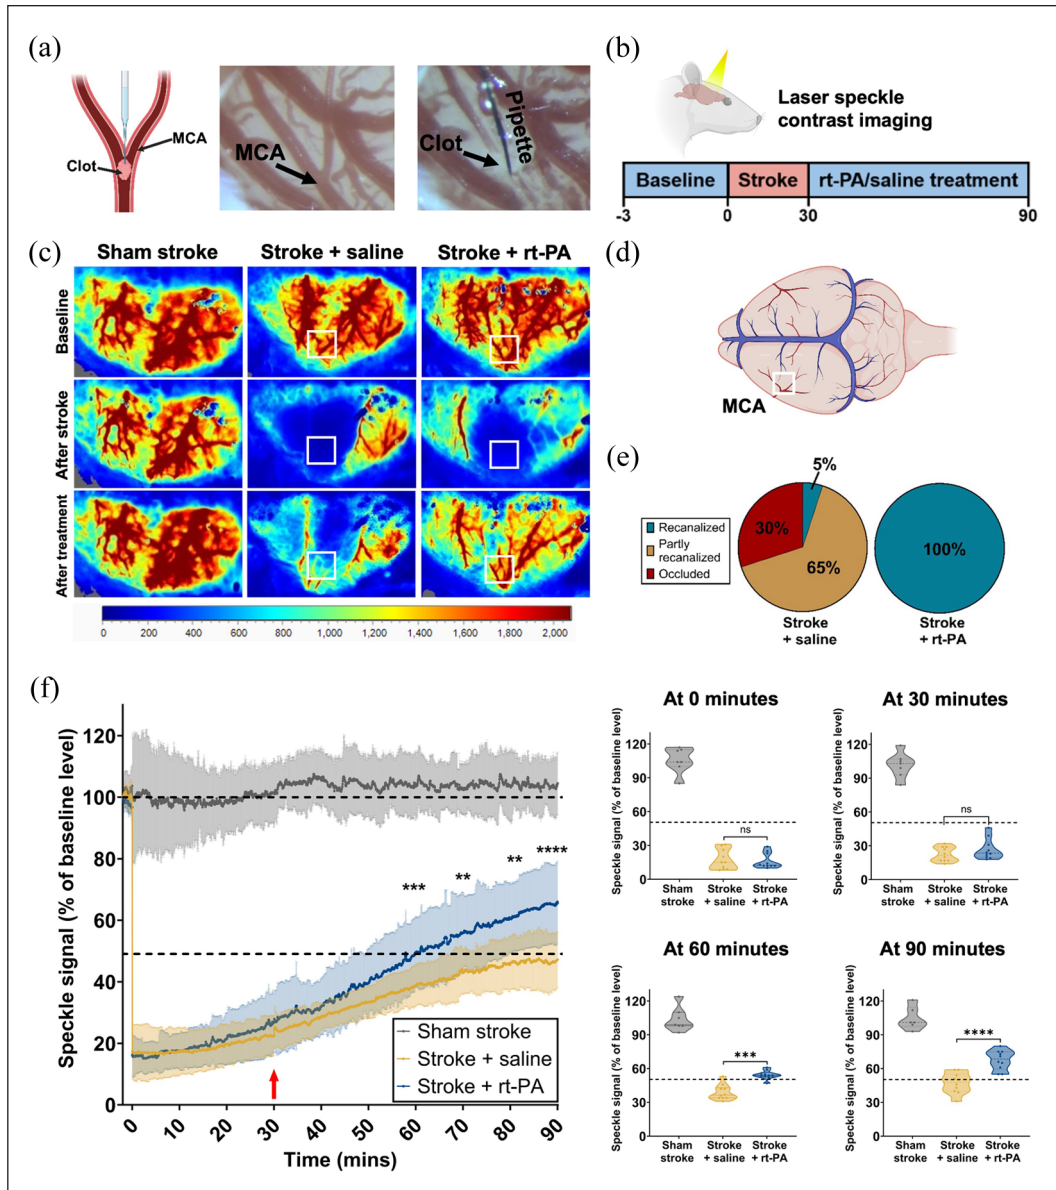 (a)
MCA
Clot
MCA
Pipette
Clot
(b)
Laser speckle
contrast imaging
Baseline
Stroke
rt-PA/saline treatment
-3
0
30
90
(c)
Sham stroke
Stroke + saline
Stroke + rt-PA
Baseline
After stroke
After treatment
0
200
400
600
800
1,000
1,200
1,400
1,600
1,800
2,000
(d)
MCA
(e)
Recanalized
Partly
recanalized
Occluded
5%
30%
65%
Stroke
+ saline
100%
Stroke
+ rt-PA
(f)
Speckle signal (% of baseline level)
120
100
80
60
40
20
0
***
**
**
****
Sham stroke
Stroke + saline
Stroke + rt-PA
0
10
20
30
40
50
60
70
80
90
Time (mins)
At 0 minutes
Speckle signal (% of baseline level)
120
90
60
30
0
ns
Sham
stroke
Stroke
+ saline
Stroke
+ rt-PA
At 30 minutes
Speckle signal (% of baseline level)
120
90
60
30
0
ns
Sham
stroke
Stroke
+ saline
Stroke
+ rt-PA
At 60 minutes
Speckle signal (% of baseline level)
120
90
60
30
0
***
Sham
stroke
Stroke
+ saline
Stroke
+ rt-PA
At 90 minutes
Speckle signal (% of baseline level)
120
90
60
30
0
****
Sham
stroke
Stroke
+ saline
Stroke
+ rt-PA